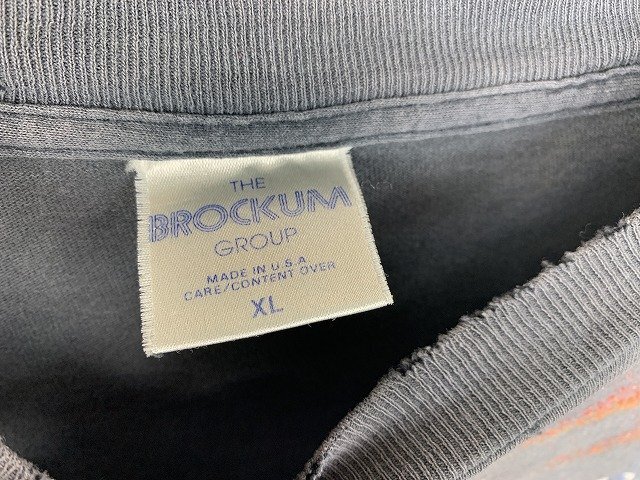 THE
BROCKUM
GROUP
MADE IN U.S.A
CARE/CONTENT OVER
XL